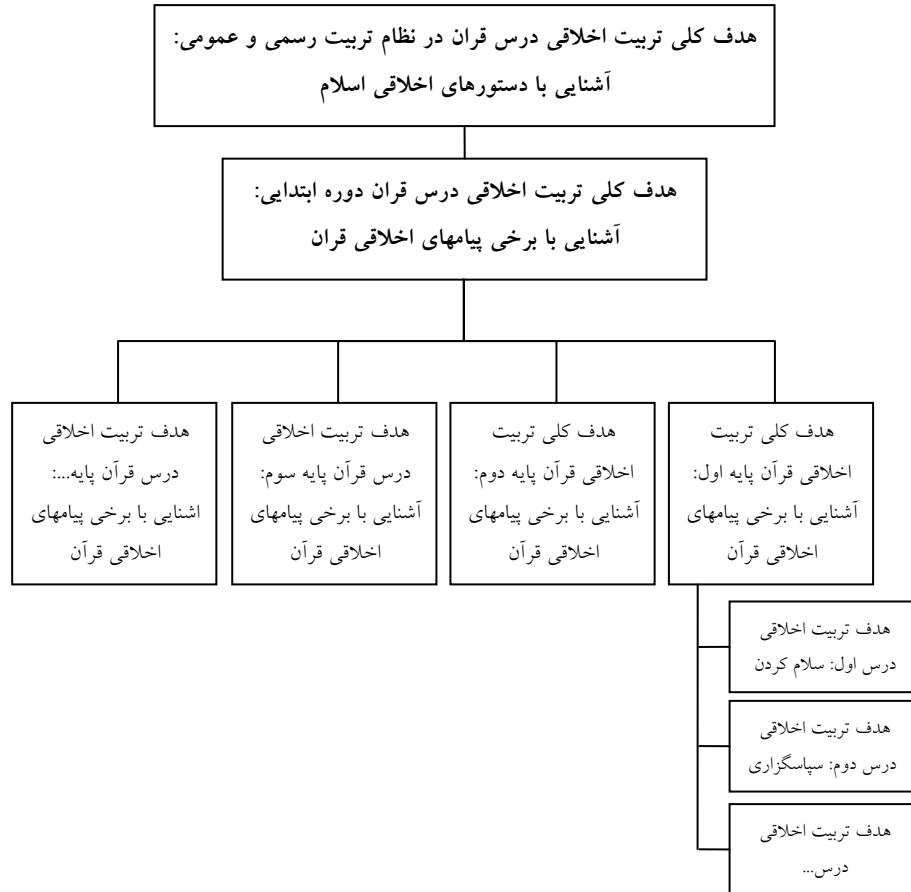 هدف کلی تربیت اخلاقی درس قران در نظام تربیت رسمی و عمومی:
آشنایی با دستورهای اخلاقی اسلام
هدف کلی تربیت اخلاقی درس قران دوره ابتدایی:
آشنایی با برخی پیامهای اخلاقی قران
هدف کلی تربیت
اخلاقی قرآن پایه اول:
آشنایی با برخی پیامهای
اخلاقی قرآن
هدف کلی تربیت
اخلاقی قرآن پایه دوم:
آشنایی با برخی پیامهای
اخلاقی قرآن
هدف تربیت اخلاقی
درس قرآن پایه سوم:
آشنایی با برخی پیامهای
اخلاقی قرآن
هدف تربیت اخلاقی
درس قرآن پایه...:
اشنایی با برخی پیامهای
اخلاقی قرآن
هدف تربیت اخلاقی
درس اول: سلام کردن
هدف تربیت اخلاقی
درس دوم: سپاسگزاری
هدف تربیت اخلاقی
درس...